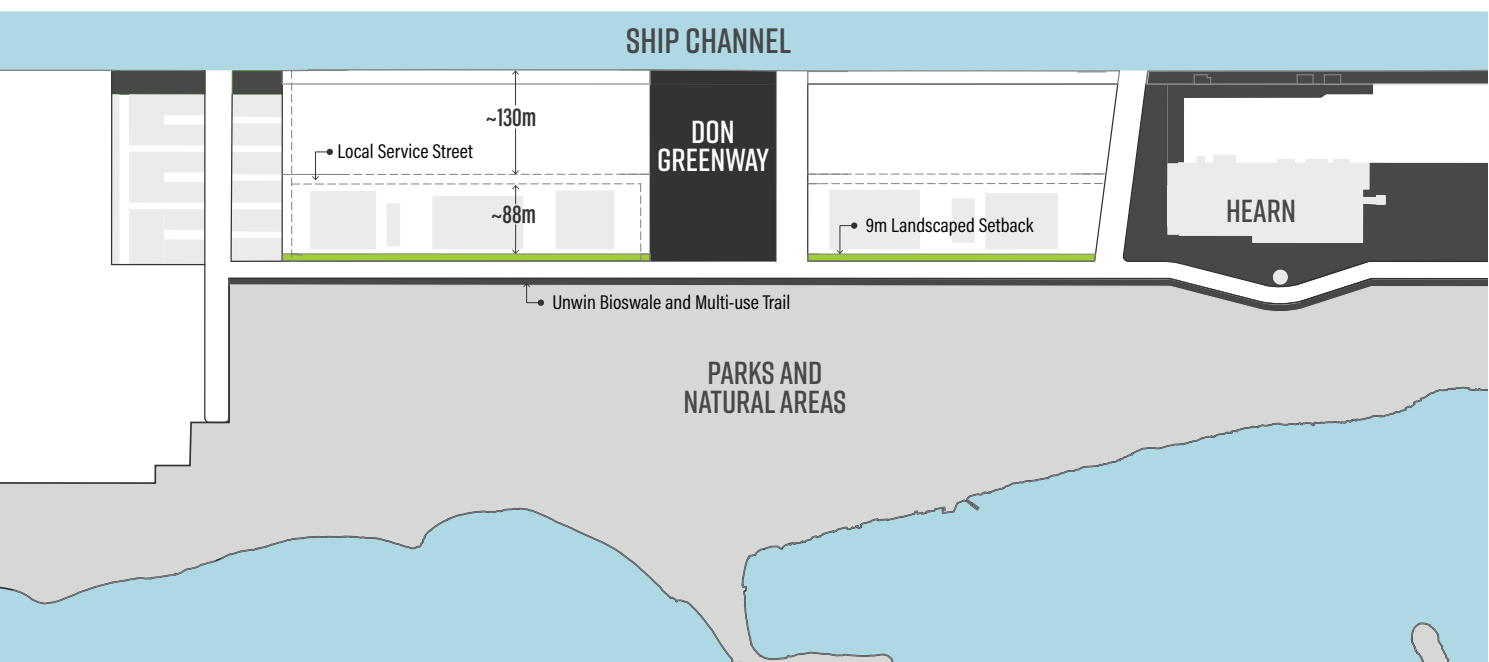 SHIP CHANNEL
~130m
DON
GREENWAY
Local Service Street
~88m
HEARN
9m Landscaped Setback
Unwin Bioswale and Multi-use Trail
PARKS AND
NATURAL AREAS